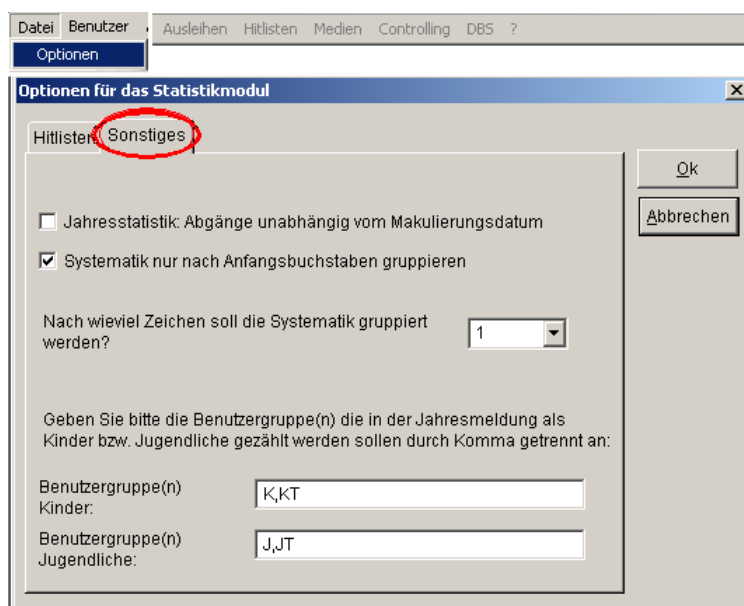 Datei Benutzer Ausleihen Hitlisten Medien Controlling DBS ?
Optionen
Optionen für das Statistikmodul
Hitlisten Sonstiges
Ok
Abbrechen
Jahresstatistik: Abgänge unabhängig vom Makulierungsdatum
Systematik nur nach Anfangsbuchstaben gruppieren
Nach wieviel Zeichen soll die Systematik gruppiert
werden?
1
Geben Sie bitte die Benutzergruppe(n) die in der Jahresmeldung als
Kinder bzw. Jugendliche gezählt werden sollen durch Komma getrennt an:
Benutzergruppe(n)
Kinder:
K,KT
Benutzergruppe(n)
Jugendliche:
J,JT